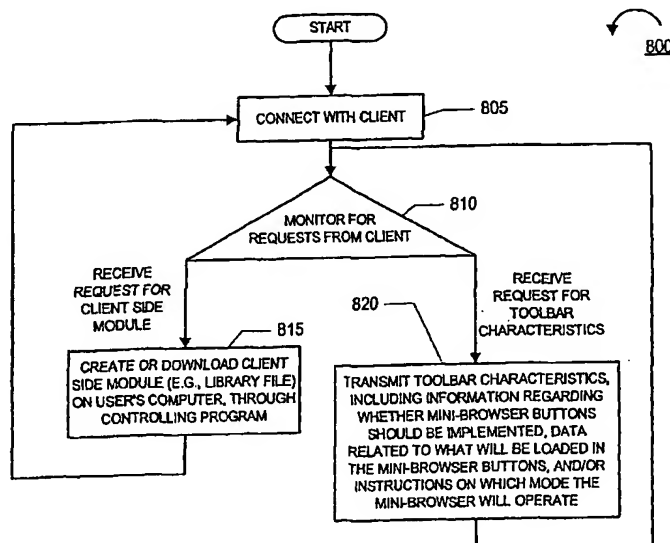 START
800
CONNECT WITH CLIENT
805
810
MONITOR FOR
REQUESTS FROM CLIENT
RECEIVE
REQUEST FOR
CLIENT SIDE
MODULE
RECEIVE
REQUEST FOR
TOOLBAR
CHARACTERISTICS
815
820
CREATE OR DOWNLOAD CLIENT
SIDE MODULE (E.G., LIBRARY FILE)
ON USER'S COMPUTER, THROUGH
CONTROLLING PROGRAM
TRANSMIT TOOLBAR CHARACTERISTICS,
INCLUDING INFORMATION REGARDING
WHETHER MINI-BROWSER BUTTONS
SHOULD BE IMPLEMENTED, DATA
RELATED TO WHAT WILL BE LOADED IN
THE MINI-BROWSER BUTTONS, AND/OR
INSTRUCTIONS ON WHICH MODE THE
MINI-BROWSER WILL OPERATE